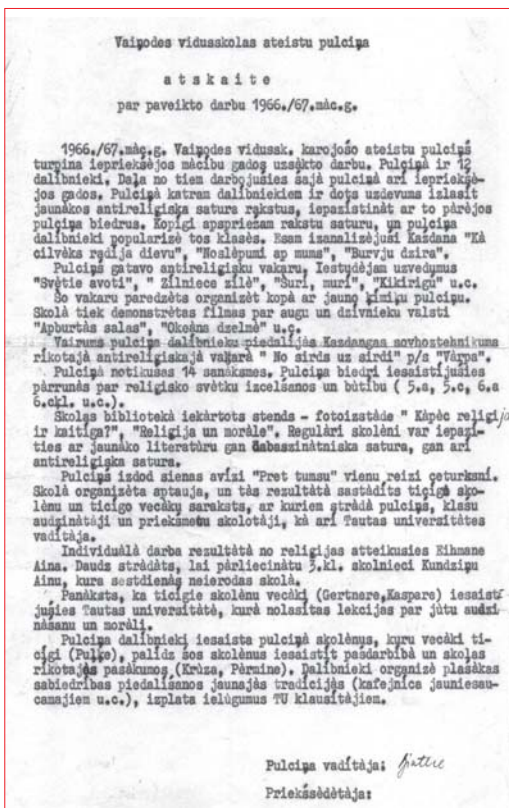 Vaiņodes vidusskolas ateistu pulciņa
a t s k a i t e
par paveikto darbu 1966./67.māc.g.
1966./67.māc.g. Vaiņodes vidussk. karojošo ateistu pulciņš
turpina iepriekšējos mācību gados uzsākto darbu. Pulciņā ir 12
dalībnieki. Daļa no tiem darbojušies šajā pulciņā arī iepriekšē-
jos gados. Pulciņā katram dalībniekiem ir dots uzdevums izlasīt
jaunākos antireliģiska satura rakstus, iepazīstināt ar to pārējos
pulciņa biedrus. Kopīgi apspriežam rakstu saturu, un pulciņa
dalībnieki popularizē tos klasēs. Esam izanalizējuši Každana "Kā
cilvēks radīja dievu", "Noslēpumi ap mums", "Burvju dzira".
Pulciņš gatavo antireliģisku vakaru. Iestudējam uzvedumus
"Svētie avoti", " Zīlniece zīlē", "Šuri, muri", "Kikirigū" u.c.
Šo vakaru paredzēts organizēt kopā ar jauno ķīmiķu pulciņu.
Skolā tiek demonstrētas filmas par augu un dzīvnieku valsti
"Apburtās salas", "Okeāna dzelmē" u.c.
Vairums pulciņa dalībnieku piedalījās Kazdangas sovhoztehnikuma
rīkotajā antireliģiskajā vakarā " No sirds uz sirdi" p/s "Vārpa".
Pulciņā notikušas 14 sanāksmes. Pulciņa biedri iesaistījušies
pārrunās par reliģisko svētku izcelšanos un būtību ( 5.a, 5.c, 6.a
6.ckl. u.c.).
Skolas bibliotekā iekārtots stends - fotoizstāde " Kāpēc reliģija
ir kaitīga?", "Reliģija un morāle". Regulāri skolēni var iepazī-
ties ar jaunāko literatūru gan dabaszinātniska satura, gan arī
antireliģiska satura.
Pulciņš izdod sienas avīzi "Pret tumsu" vienu reizi ceturksnī.
Skolā organizēta aptauja, un tās rezultātā sastādīts ticīgo sko-
lēnu un ticīgo vecāku saraksts, ar kuriem strādā pulciņš, klašu
audzinātāji un priekšmetu skolotāji, kā arī Tautas universitātes
vadītāja.
Individuālā darba rezultātā no reliģijas atteikusies Eihmane
Aina. Daudz strādāts, lai pārliecinātu 3.kl. skolnieci Kundziņu
Ainu, kura sestdienās neierodas skolā.
Panākts, ka ticīgie skolēnu vecāki (Gertnere,Kaspare) iesaistī
jušies Tautas universitātē, kurā nolasītas lekcijas par jūtu audzi
nāšanu un morāli.
Pulciņa dalībnieki iesaista pulciņā skolēnus, kuru vecāki ti-
cīgi (Puļķe), palīdz šos skolēnus iesaistīt pašdarbībā un skolas
rīkotajās pasākumos (Krūza, Pērmine). Dalībnieki organizē plašākas
sabiedrības piedalīšanos jaunajās tradīcijās (kafejnīca jauniesau-
camajiem u.c.), izplata ielūgumus TU klausītājiem.
Pulciņa vadītāja:
Priekšsēdētāja: